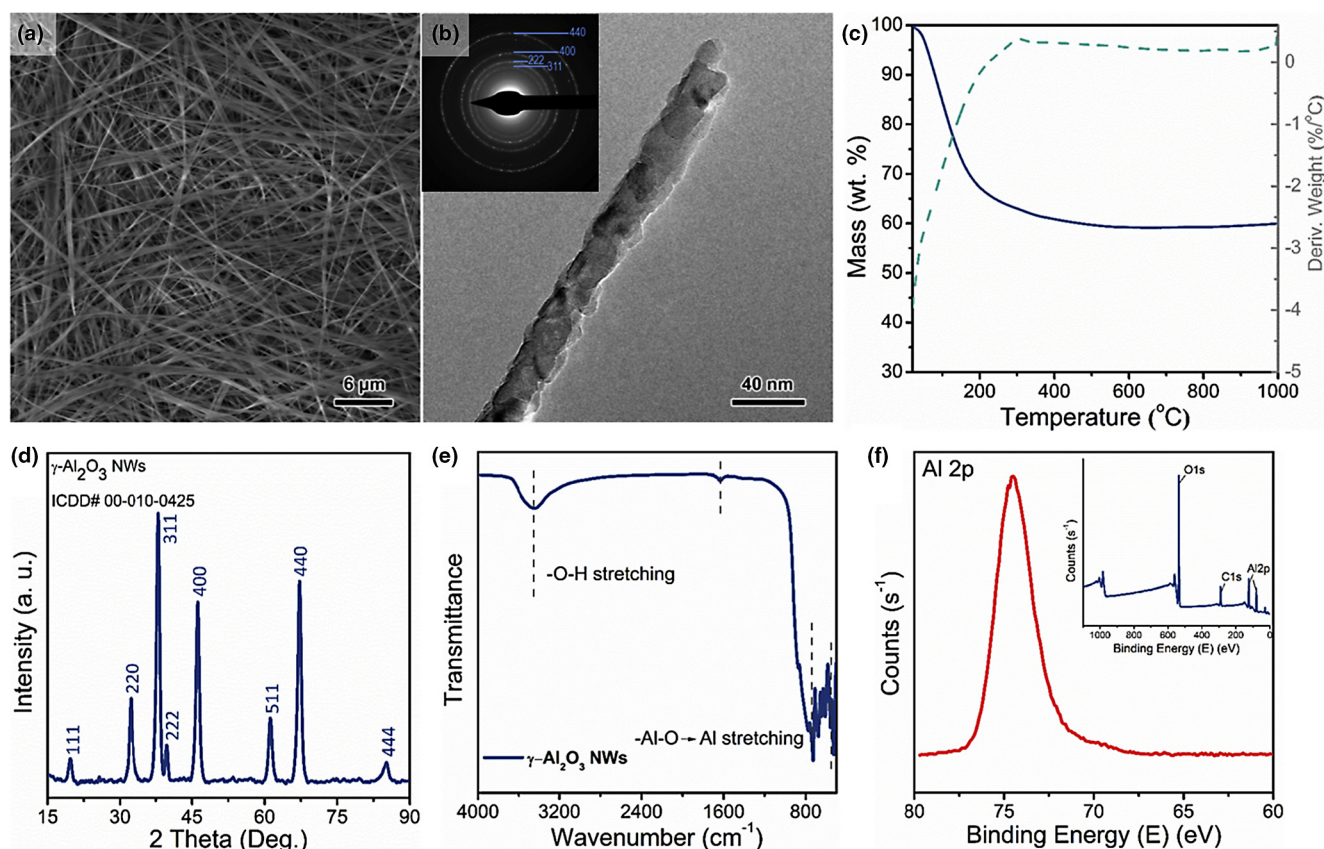 (a)
6 μm
(b)
440
400
222
311
40 nm
(c)
100
90
80
70
60
50
40
30
Mass (wt. %)
200
400
600
800
1000
Temperature (°C)
0
-1
-2
-3
-4
-5
Deriv. Weight (%/°C)
(d)
γ-Al₂O₃ NWs
ICDD# 00-010-0425
111
220
311
222
400
511
440
444
Intensity (a. u.)
15
30
45
60
75
90
2 Theta (Deg.)
(e)
-O-H stretching
-Al-O→Al stretching
γ-Al₂O₃ NWs
Transmittance
4000
3200
2400
1600
800
Wavenumber (cm⁻¹)
(f)
Al 2p
Counts (s⁻¹)
80
75
70
65
60
Binding Energy (E) (eV)
O1s
C1s
Al2p
Counts (s⁻¹)
1000
800
600
400
200
0
Binding Energy (E) (eV)